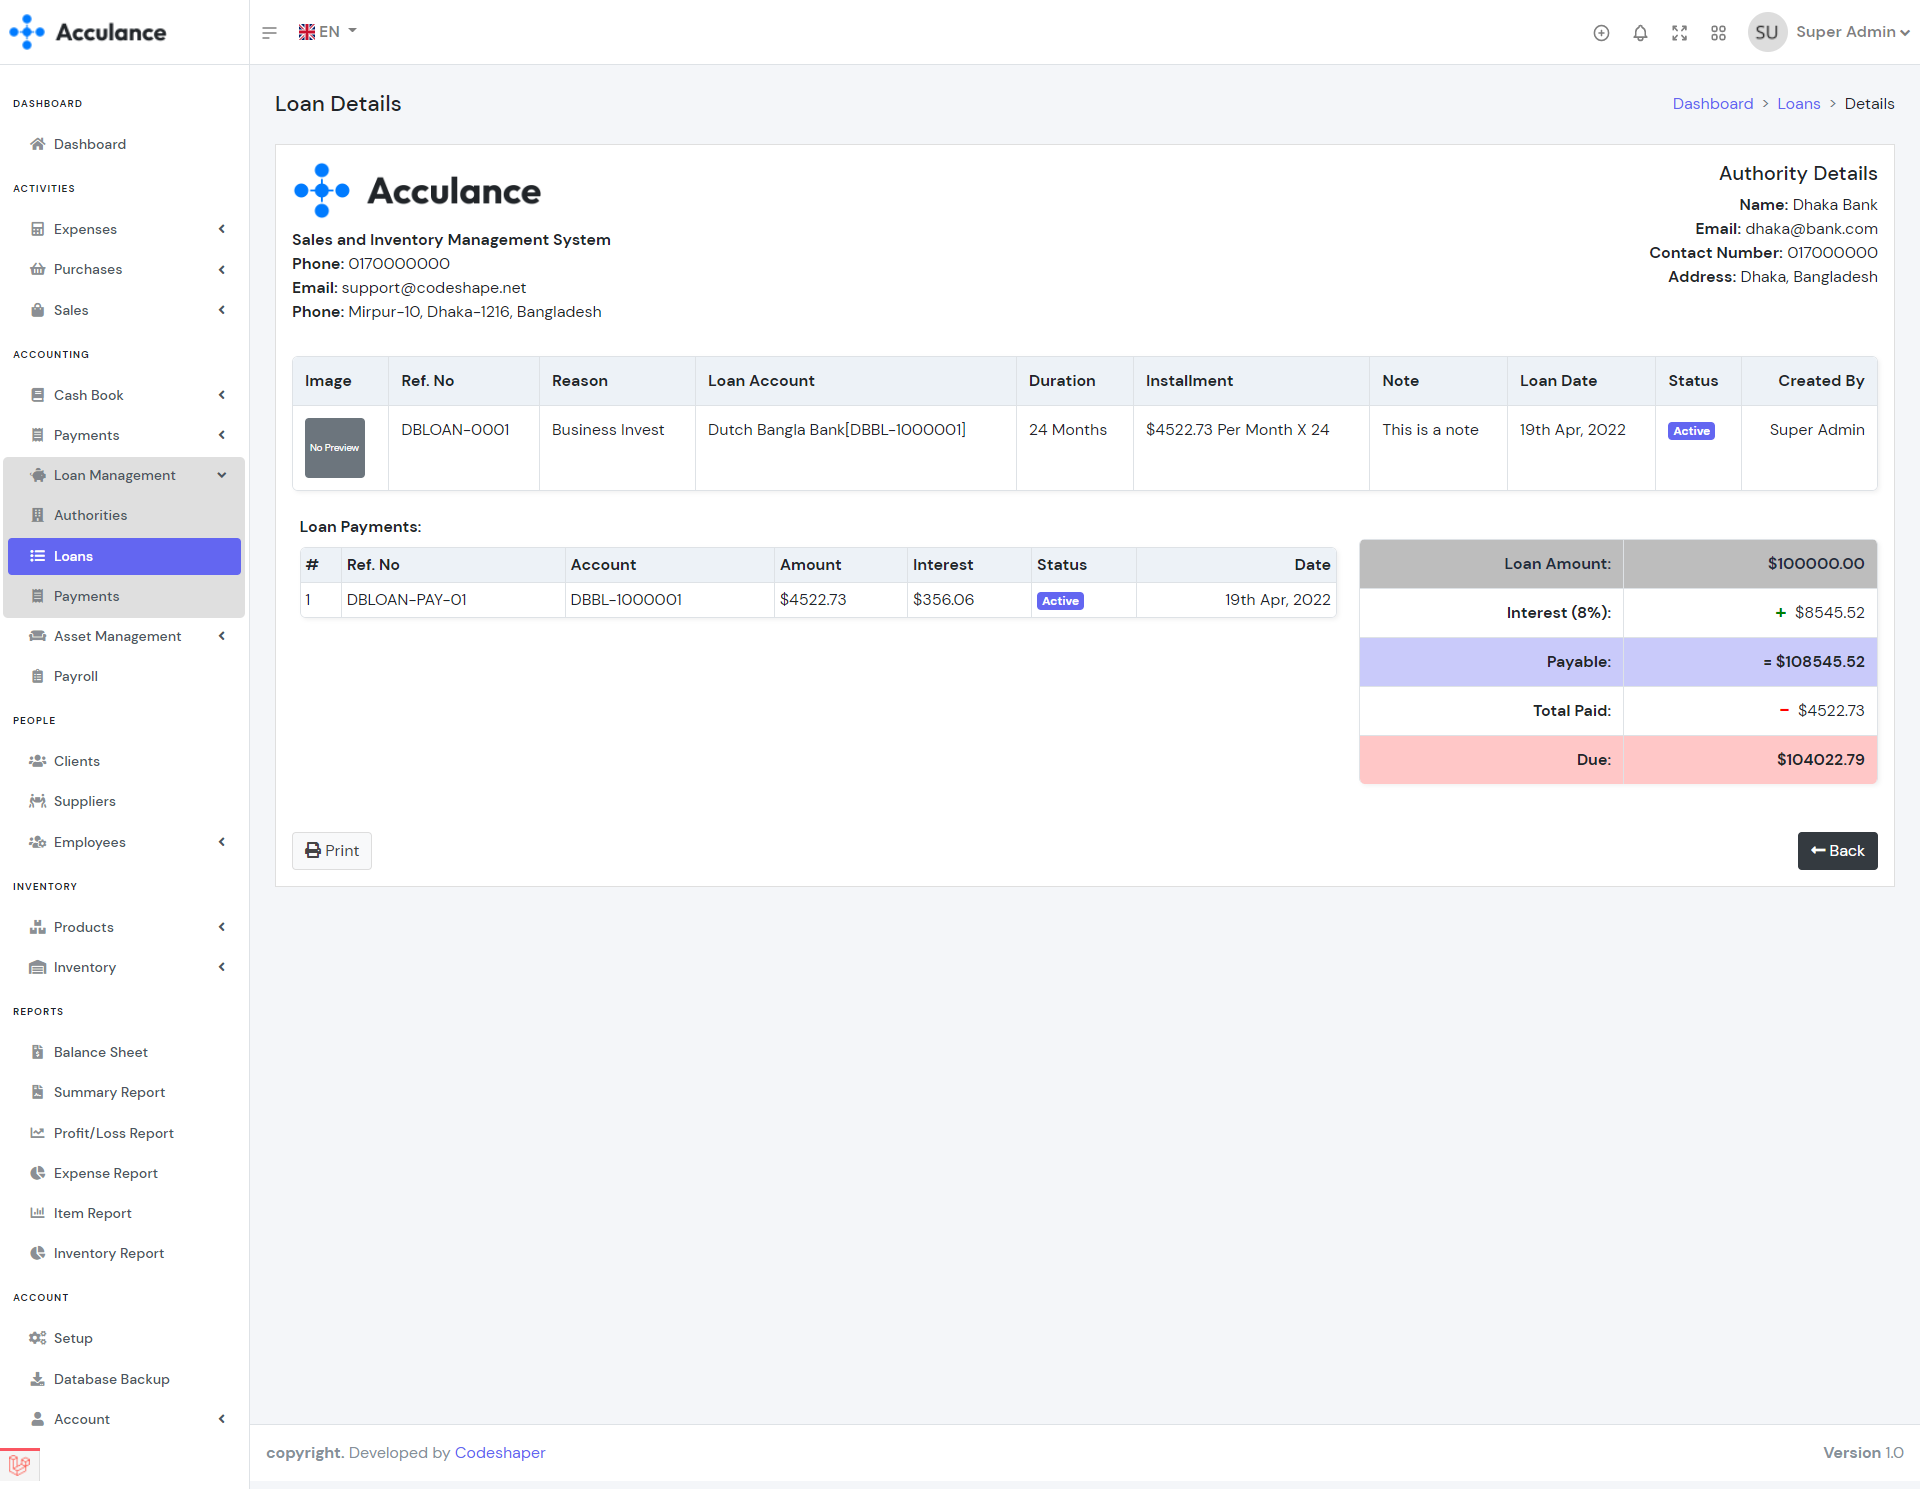 Acculance
EN
SU
Super Admin
DASHBOARD
Dashboard
ACTIVITIES
Expenses
Purchases
Sales
ACCOUNTING
Cash Book
Payments
Loan Management
Authorities
Loans
Payments
Asset Management
Payroll
PEOPLE
Clients
Suppliers
Employees
INVENTORY
Products
Inventory
REPORTS
Balance Sheet
Summary Report
Profit/Loss Report
Expense Report
Item Report
Inventory Report
ACCOUNT
Setup
Database Backup
Account
Loan Details
Dashboard > Loans > Details
Acculance
Sales and Inventory Management System
Phone: 0170000000
Email: support@codeshape.net
Phone: Mirpur-10, Dhaka-1216, Bangladesh
Authority Details
Name: Dhaka Bank
Email: dhaka@bank.com
Contact Number: 017000000
Address: Dhaka, Bangladesh
Image Ref. No Reason Loan Account Duration Installment Note Loan Date Status Created By
No Preview DBLOAN-0001 Business Invest Dutch Bangla Bank[DBBL-1000001] 24 Months $4522.73 Per Month X 24 This is a note 19th Apr, 2022 Active Super Admin
Loan Payments:
# Ref. No Account Amount Interest Status Date
1 DBLOAN-PAY-01 DBBL-1000001 $4522.73 $356.06 Active 19th Apr, 2022
Loan Amount: $100000.00
Interest (8%): + $8545.52
Payable: = $108545.52
Total Paid: - $4522.73
Due: $104022.79
Print
Back
copyright. Developed by Codeshaper
Version 1.0